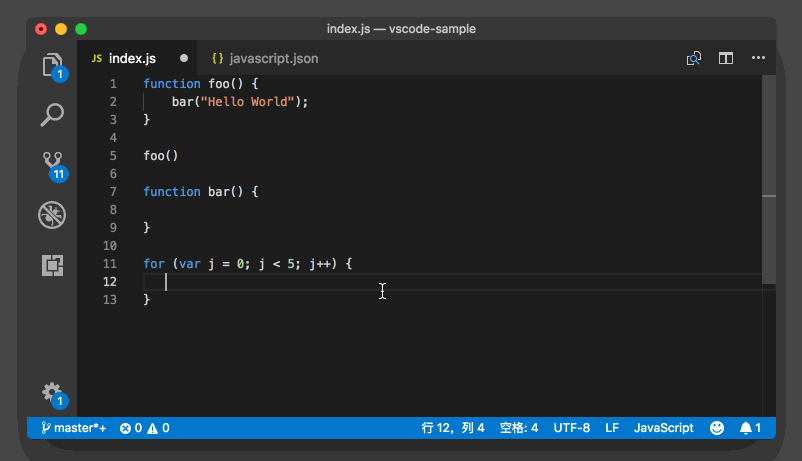 index.js — vscode-sample
JS index.js ● {} javascript.json ...
1
11
1
1 function foo() {
2 bar("Hello World");
3 }
4
5 foo()
6
7 function bar() {
8
9 }
10
11 for (var j = 0; j < 5; j++) {
12
13 }
master*+ 0 0 行 12，列 4 空格: 4 UTF-8 LF JavaScript 1